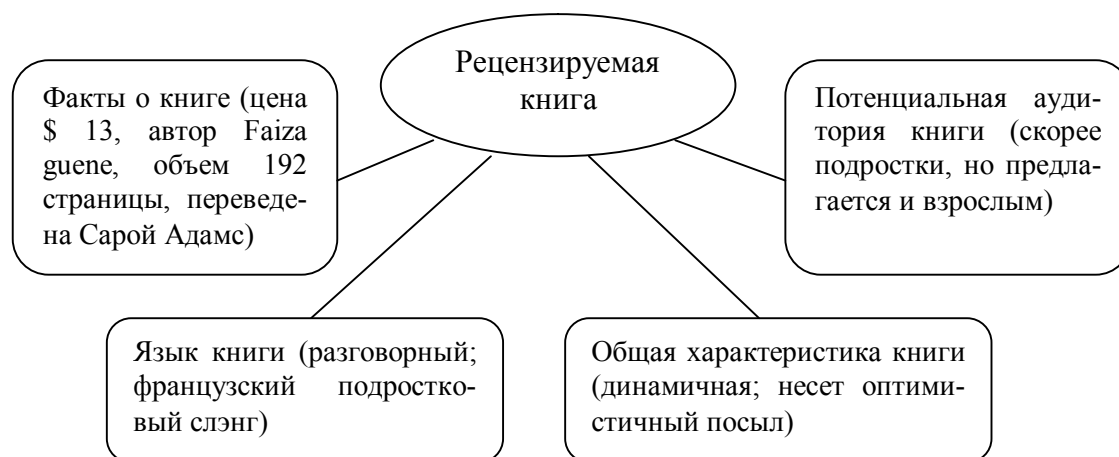 Рецензируемая
книга
Факты о книге (цена
$ 13, автор Faiza
guene, объем 192
страницы, переведе-
на Сарой Адамс)
Потенциальная ауди-
тория книги (скорее
подростки, но предла-
гается и взрослым)
Язык книги (разговорный;
французский подростко-
вый слэнг)
Общая характеристика книги
(динамичная; несет оптими-
стичный посыл)